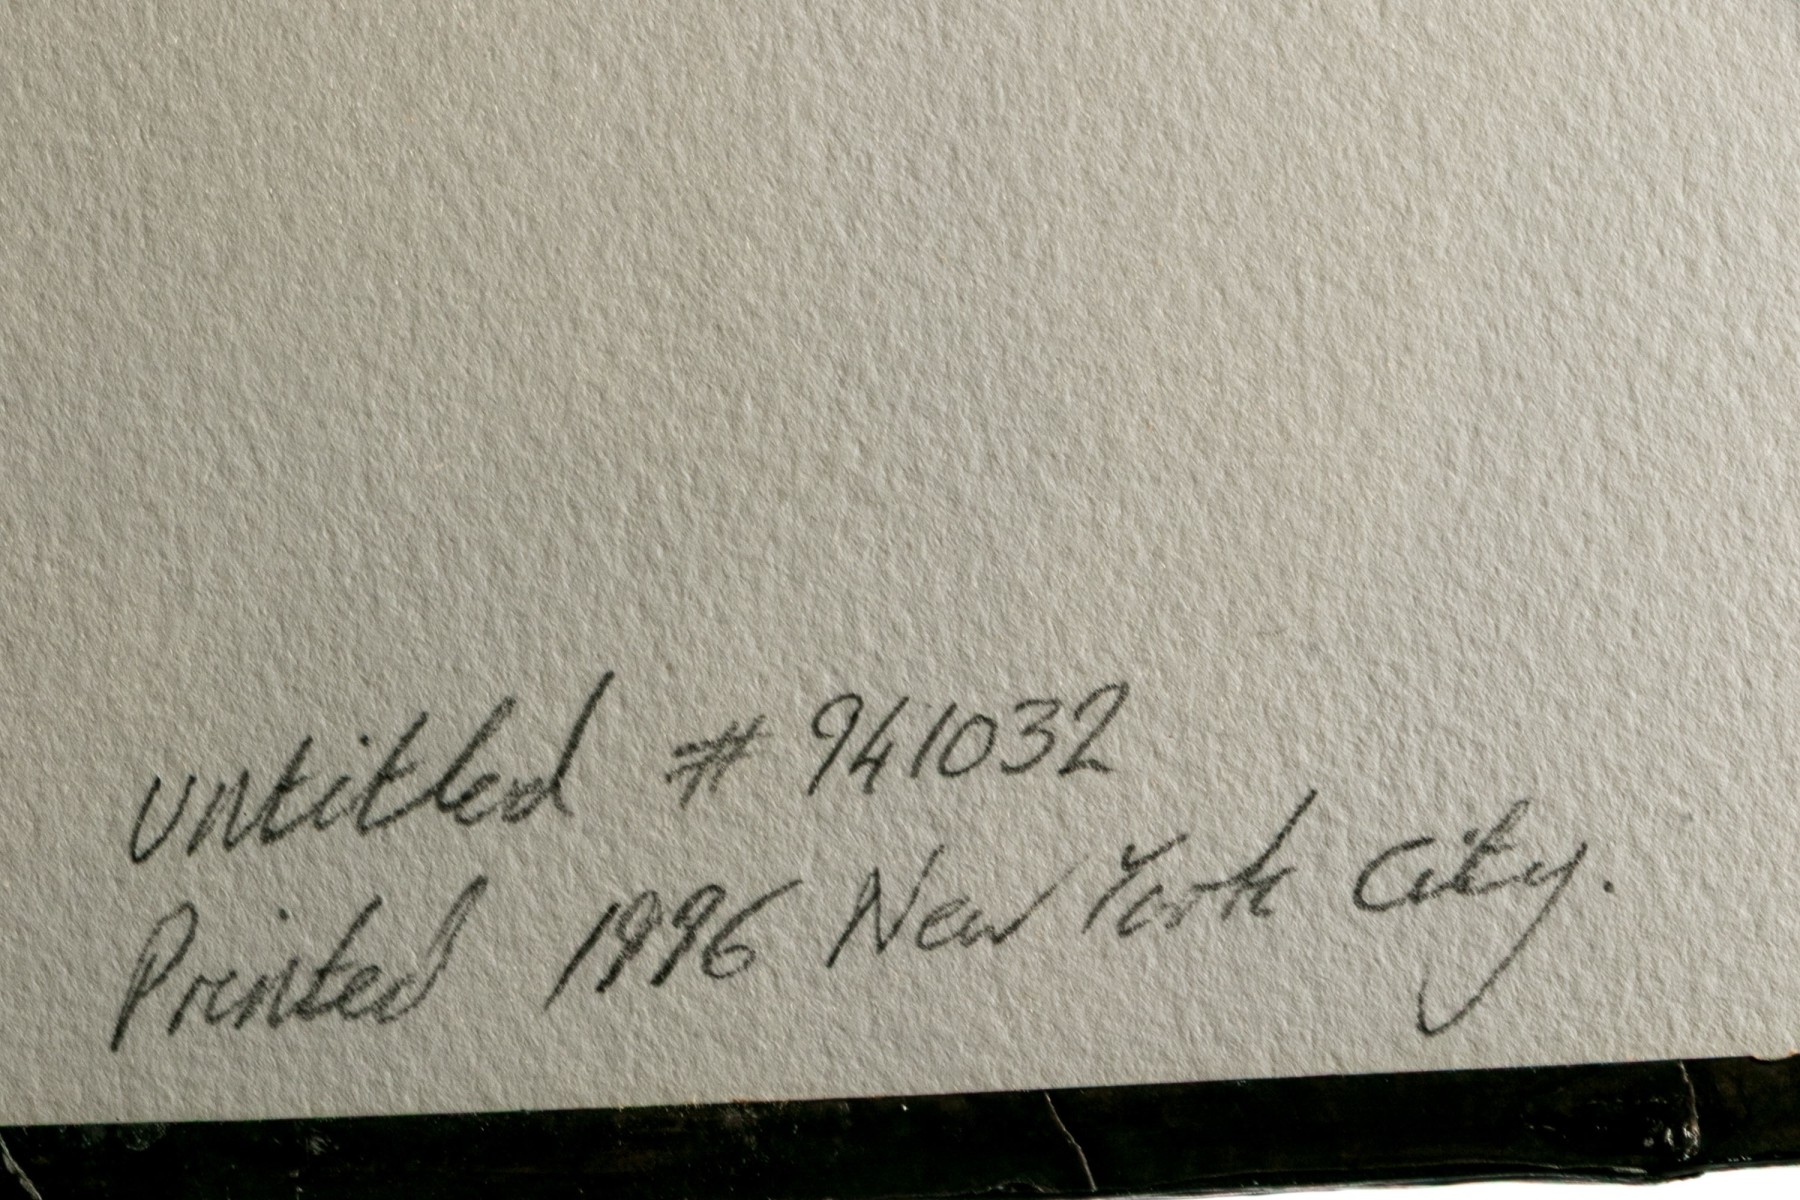 untitled # 941032
Printed 1996 New York City.